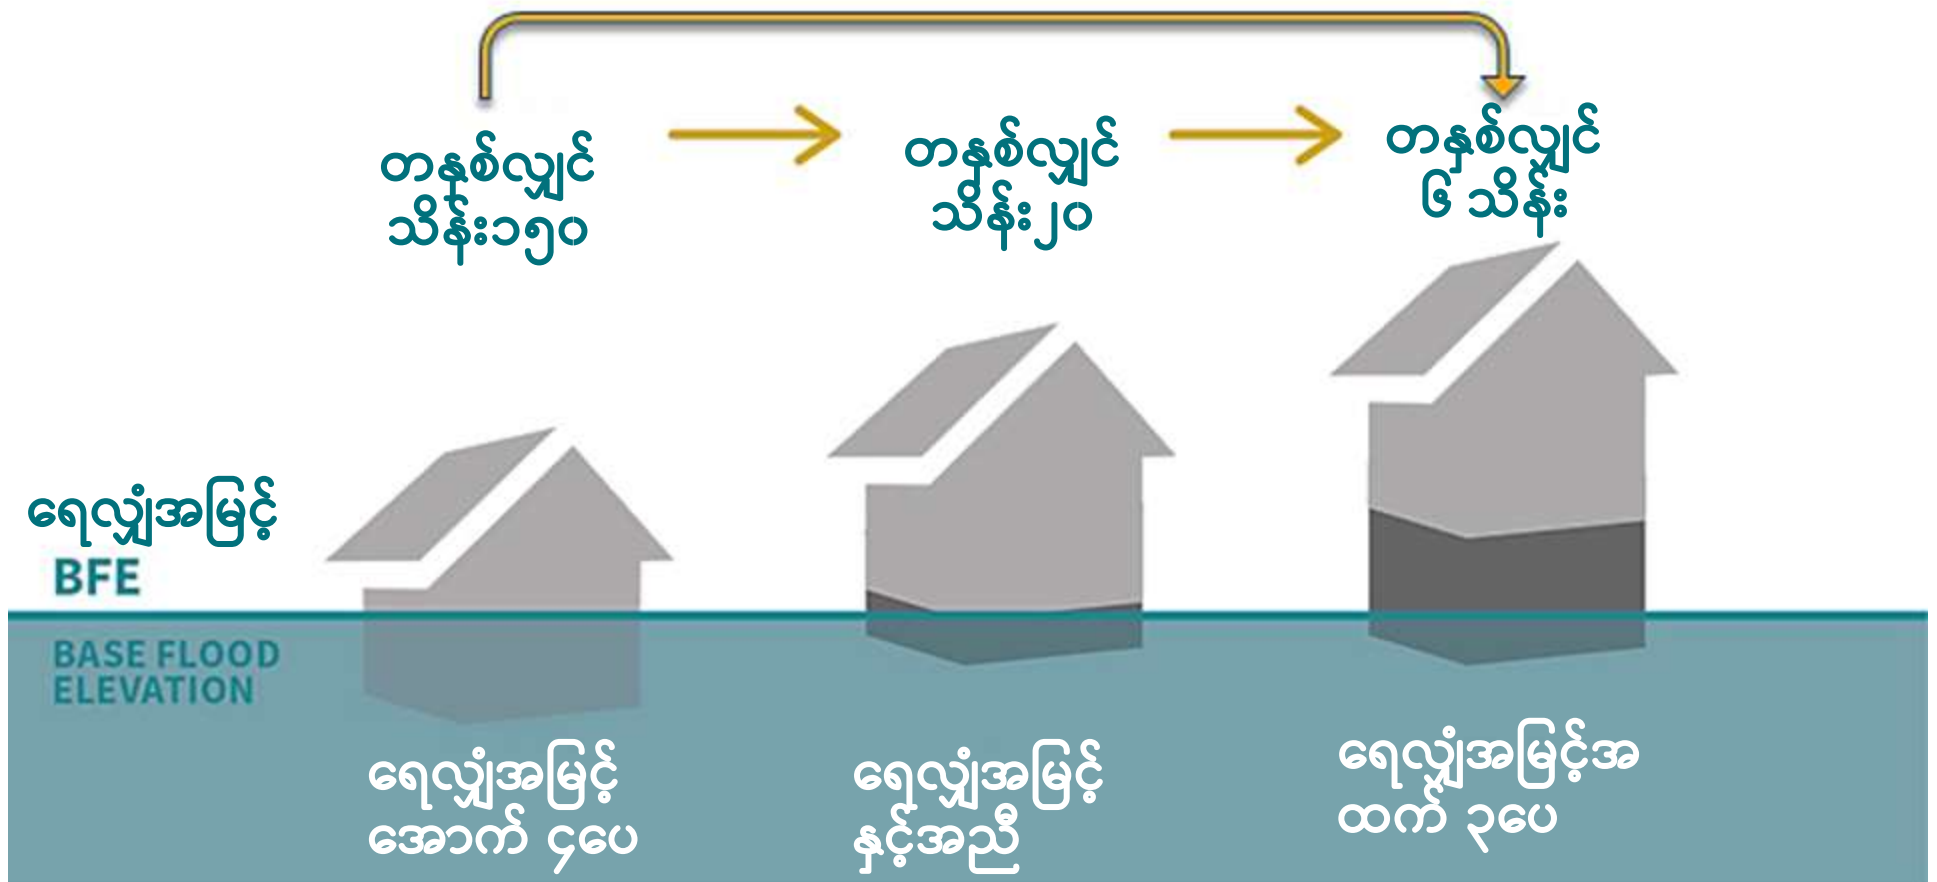 တနှစ်လျှင်
သိန်း၁၅၀
တနှစ်လျှင်
သိန်း၂၀
တနှစ်လျှင်
၆ သိန်း
ရေလျှံအမြင့်
BFE
BASE FLOOD
ELEVATION
ရေလျှံအမြင့်
အောက် ၄ပေ
ရေလျှံအမြင့်
နှင့်အညီ
ရေလျှံအမြင့်အ
ထက် ၃ပေ